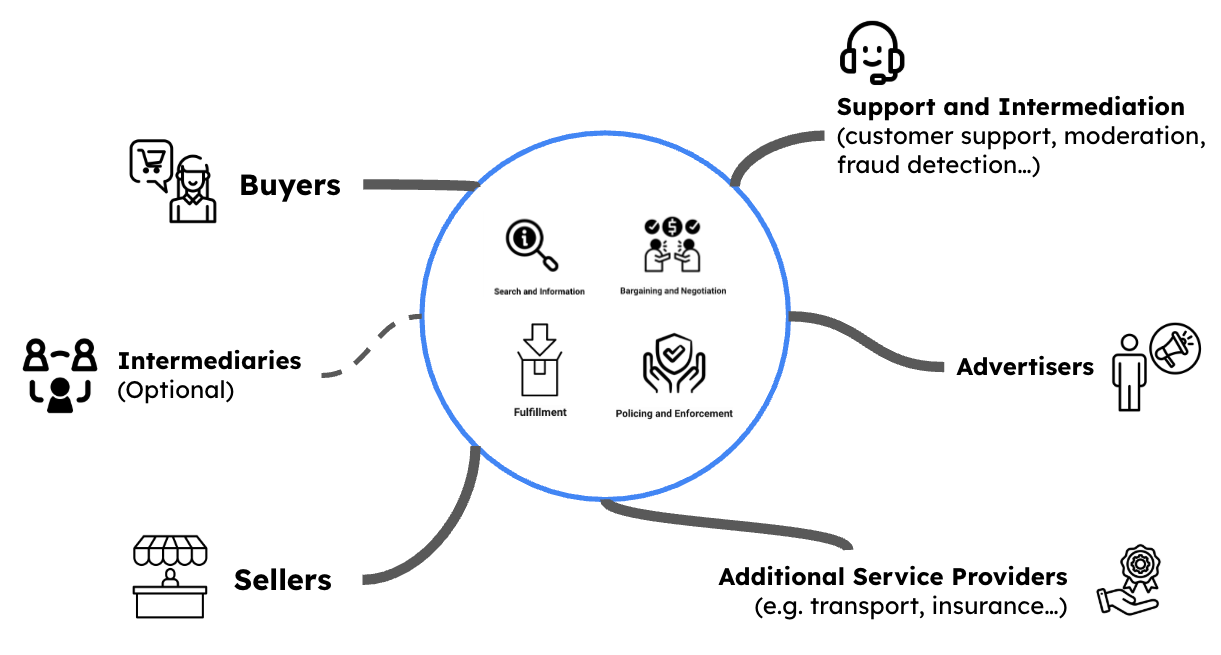 Support and Intermediation
(customer support, moderation,
fraud detection...)
Buyers
Search and Information
Bargaining and Negotiation
Intermediaries
(Optional)
Advertisers
Fulfillment
Policing and Enforcement
Sellers
Additional Service Providers
(e.g. transport, insurance...)